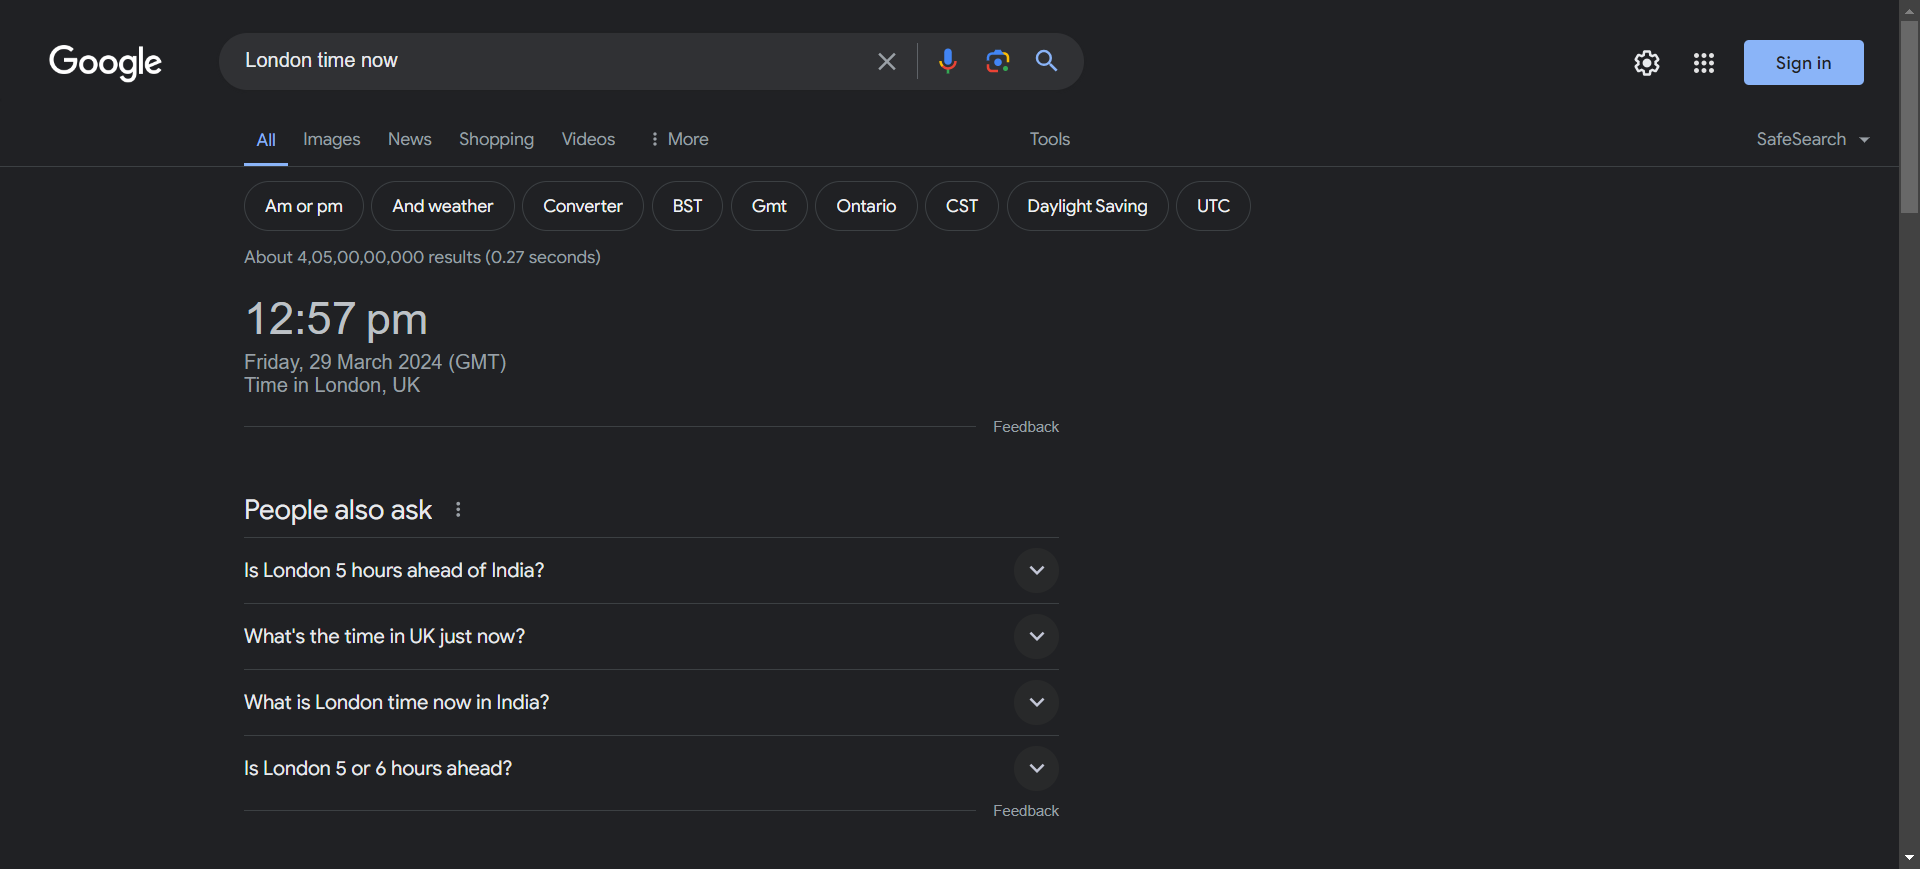 Google
London time now
Sign in
All Images News Shopping Videos More Tools SafeSearch
Am or pm And weather Converter BST Gmt Ontario CST Daylight Saving UTC
About 4,05,00,00,000 results (0.27 seconds)
12:57 pm
Friday, 29 March 2024 (GMT)
Time in London, UK
Feedback
People also ask
Is London 5 hours ahead of India?
What's the time in UK just now?
What is London time now in India?
Is London 5 or 6 hours ahead?
Feedback